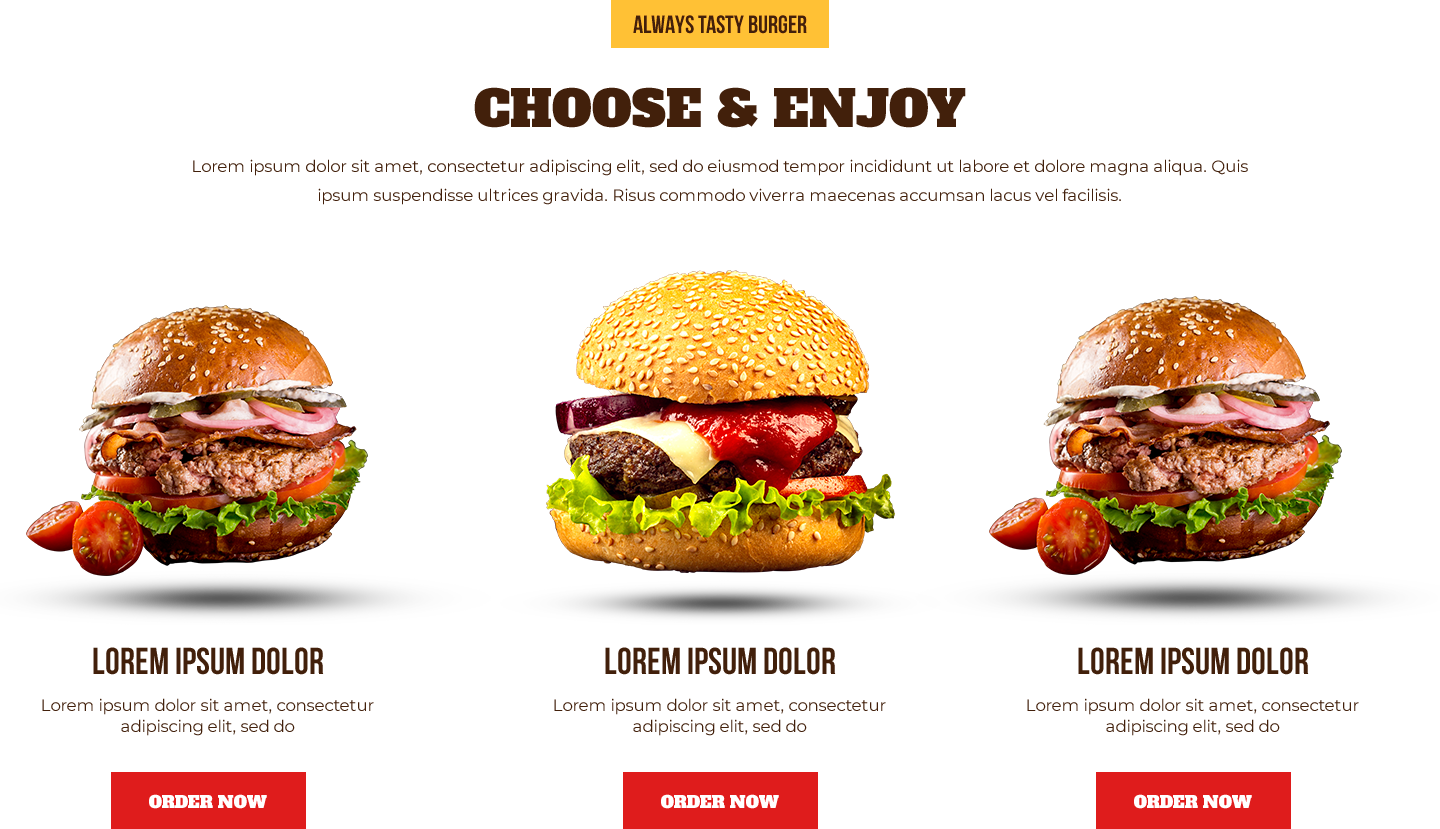 ALWAYS TASTY BURGER
CHOOSE & ENJOY
Lorem ipsum dolor sit amet, consectetur adipiscing elit, sed do eiusmod tempor incididunt ut labore et dolore magna aliqua. Quis
ipsum suspendisse ultrices gravida. Risus commodo viverra maecenas accumsan lacus vel facilisis.
LOREM IPSUM DOLOR
Lorem ipsum dolor sit amet, consectetur
adipiscing elit, sed do
ORDER NOW
LOREM IPSUM DOLOR
Lorem ipsum dolor sit amet, consectetur
adipiscing elit, sed do
ORDER NOW
LOREM IPSUM DOLOR
Lorem ipsum dolor sit amet, consectetur
adipiscing elit, sed do
ORDER NOW